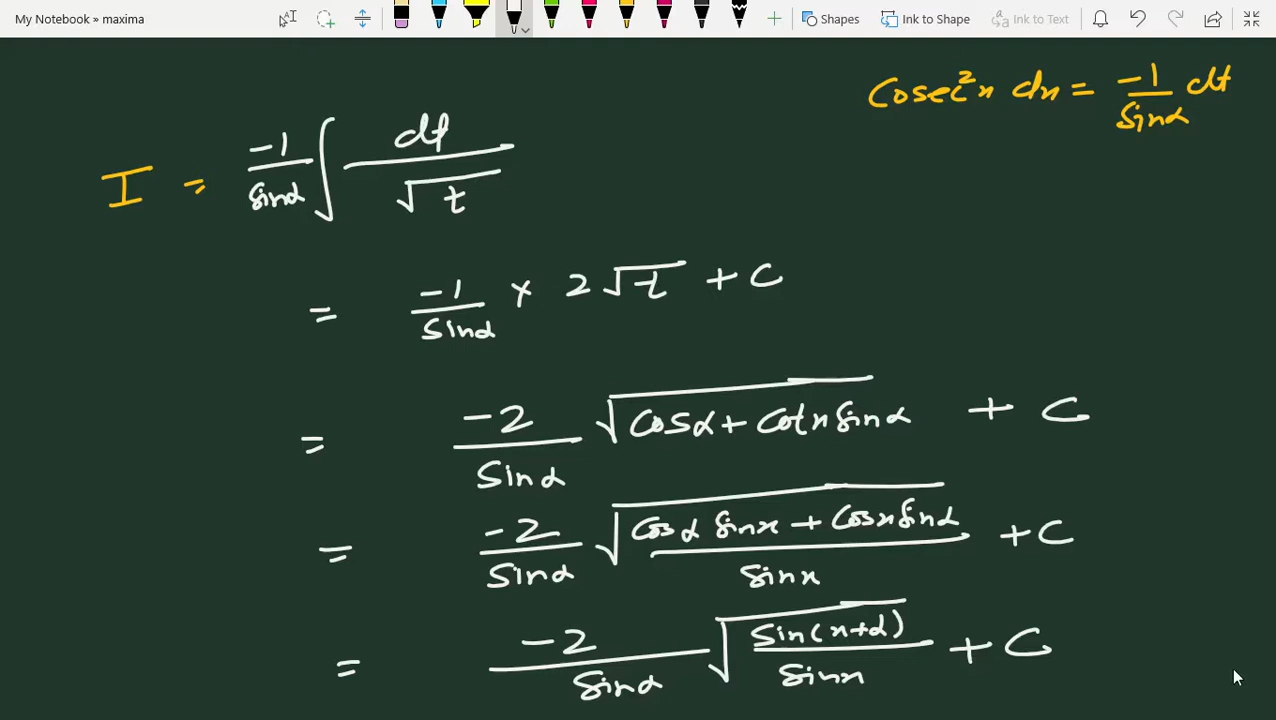 My Notebook » maxima
Shapes
Ink to Shape
Ink to Text
Cosec²x dx = -1/sinα dt
I = -1/sinα ∫ dt/√t
= -1/sinα × 2√t + C
= -2/sinα √(cosα + cotx sinα) + C
= -2/sinα √((cosα sinx + cosx sinα)/sinx) + C
= -2/sinα √(sin(x+α)/sinx) + C